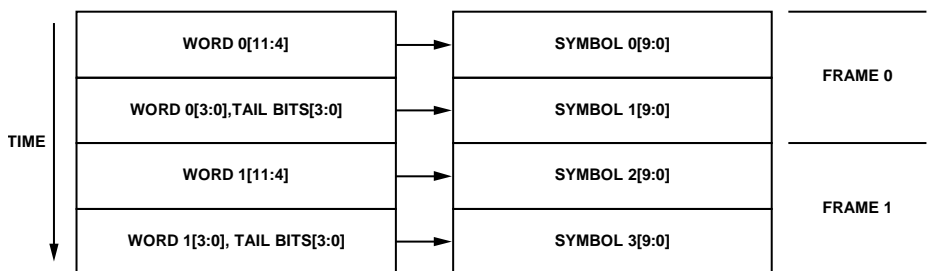 WORD 0[11:4]
SYMBOL 0[9:0]
FRAME 0
WORD 0[3:0],TAIL BITS[3:0]
SYMBOL 1[9:0]
TIME
WORD 1[11:4]
SYMBOL 2[9:0]
FRAME 1
WORD 1[3:0], TAIL BITS[3:0]
SYMBOL 3[9:0]